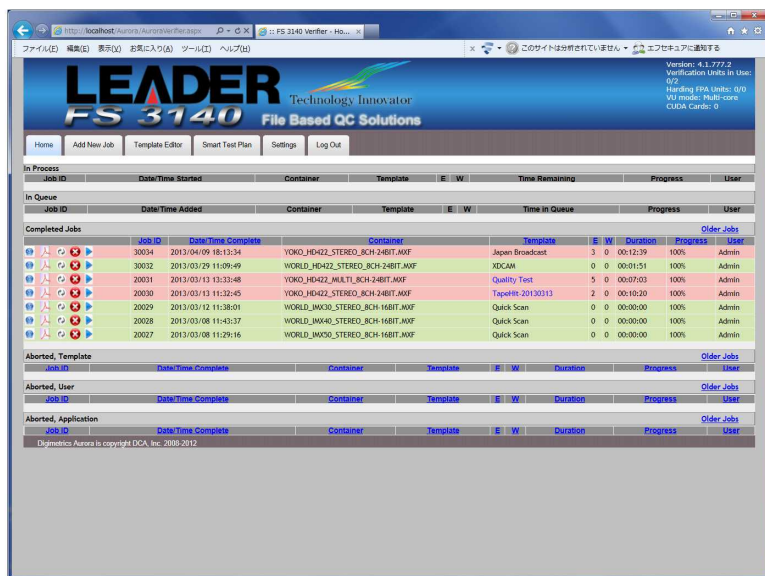 http://localhost/Aurora/AuroraVerifier.aspx
:: FS 3140 Verifier - Ho...
ファイル(F) 編集(E) 表示(V) お気に入り(A) ツール(T) ヘルプ(H)
このサイトは分析されていません
エフセキュアに通知する
LEADER
FS 3140
Technology Innovator
File Based QC Solutions
Version: 4.1.777.2
Verification Units in Use:
0/2
Harding FPA Units: 0/0
VU mode: Multi-core
CUDA Cards: 0
Home Add New Job Template Editor Smart Test Plan Settings Log Out
In Process
Job ID Date/Time Started Container Template E W Time Remaining Progress User
In Queue
Job ID Date/Time Added Container Template E W Time in Queue Progress User
Completed Jobs Older Jobs
Job ID Date/Time Complete Container Template E W Duration Progress User
30034 2013/04/09 18:13:34 YOKO_HD422_STEREO_8CH-24BIT.MXF Japan Broadcast 3 0 00:12:39 100% Admin
30032 2013/03/29 11:09:49 WORLD_HD422_STEREO_8CH-24BIT.MXF XDCAM 0 0 00:01:51 100% Admin
20031 2013/03/13 13:33:48 YOKO_HD422_MULTI_8CH-24BIT.MXF Quality Test 5 0 00:07:03 100% Admin
20030 2013/03/13 11:32:45 YOKO_HD422_STEREO_8CH-24BIT.MXF TapeHit-20130313 2 0 00:10:20 100% Admin
20029 2013/03/12 11:38:01 WORLD_IMX30_STEREO_8CH-16BIT.MXF Quick Scan 0 0 00:00:00 100% Admin
20028 2013/03/08 11:43:37 WORLD_IMX40_STEREO_8CH-16BIT.MXF Quick Scan 0 0 00:00:00 100% Admin
20027 2013/03/08 11:29:16 WORLD_IMX50_STEREO_8CH-16BIT.MXF Quick Scan 0 0 00:00:00 100% Admin
Aborted, Template Older Jobs
Job ID Date/Time Complete Container Template E W Duration Progress User
Aborted, User Older Jobs
Job ID Date/Time Complete Container Template E W Duration Progress User
Aborted, Application Older Jobs
Job ID Date/Time Complete Container Template E W Duration Progress User
Digimetrics Aurora is copyright DCA, Inc. 2008-2012